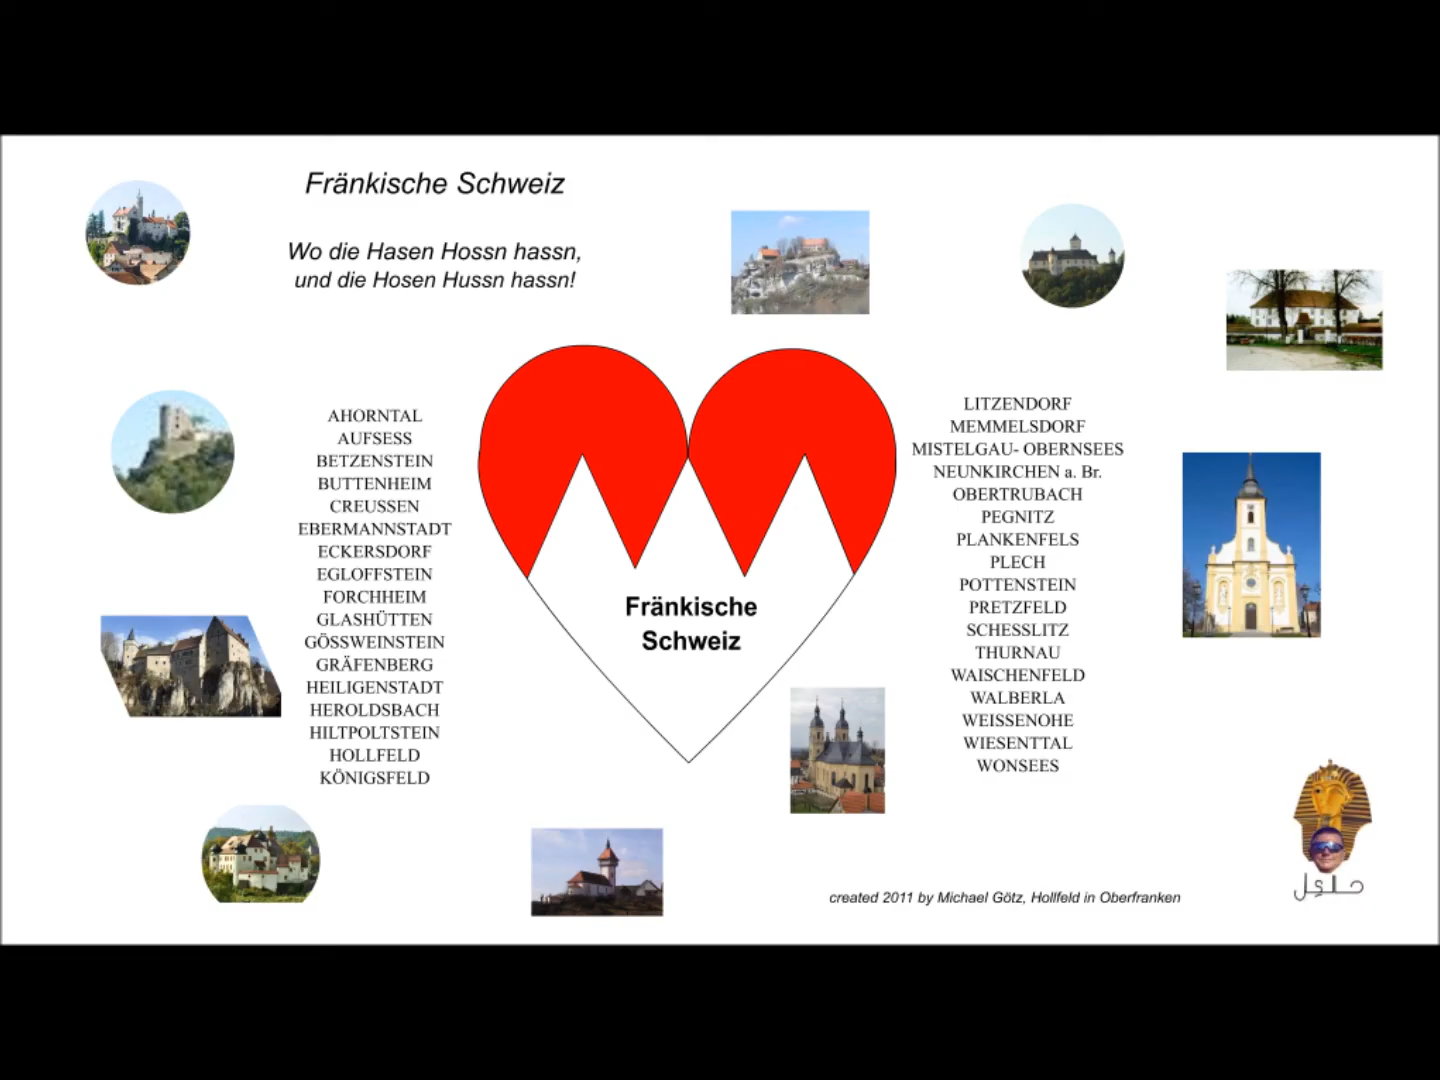 Fränkische Schweiz
Wo die Hasen Hossn hassn,
und die Hosen Hussn hassn!
AHORNTAL
AUFSESS
BETZENSTEIN
BUTTENHEIM
CREUSSEN
EBERMANNSTADT
ECKERSDORF
EGLOFFSTEIN
FORCHHEIM
GLASHÜTTEN
GÖSSWEINSTEIN
GRÄFENBERG
HEILIGENSTADT
HEROLDSBACH
HILTPOLTSTEIN
HOLLFELD
KÖNIGSFELD
Fränkische
Schweiz
LITZENDORF
MEMMELSDORF
MISTELGAU- OBERNSEES
NEUNKIRCHEN a. Br.
OBERTRUBACH
PEGNITZ
PLANKENFELS
PLECH
POTTENSTEIN
PRETZFELD
SCHESSLITZ
THURNAU
WAISCHENFELD
WALBERLA
WEISSENOHE
WIESENTTAL
WONSEES
created 2011 by Michael Götz, Hollfeld in Oberfranken